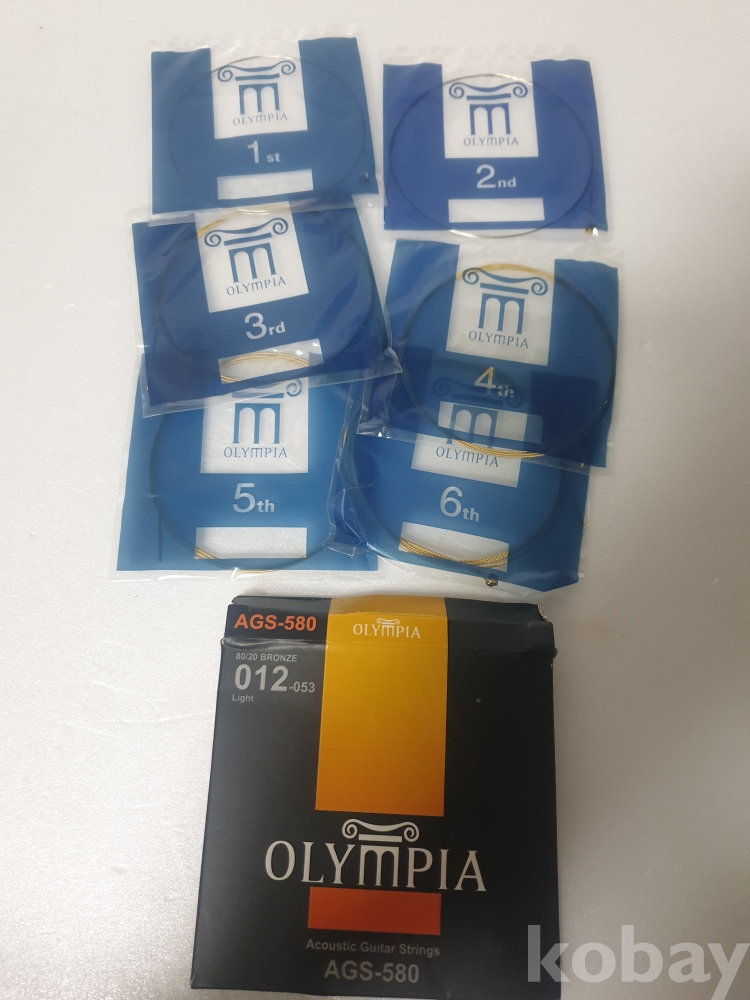 OLYMPIA
1st
OLYMPIA
2nd
OLYMPIA
3rd
OLYMPIA
4th
OLYMPIA
5th
OLYMPIA
6th
AGS-580
OLYMPIA
80/20 BRONZE
012-053
Light
OLYMPIA
Acoustic Guitar Strings
AGS-580
kobay